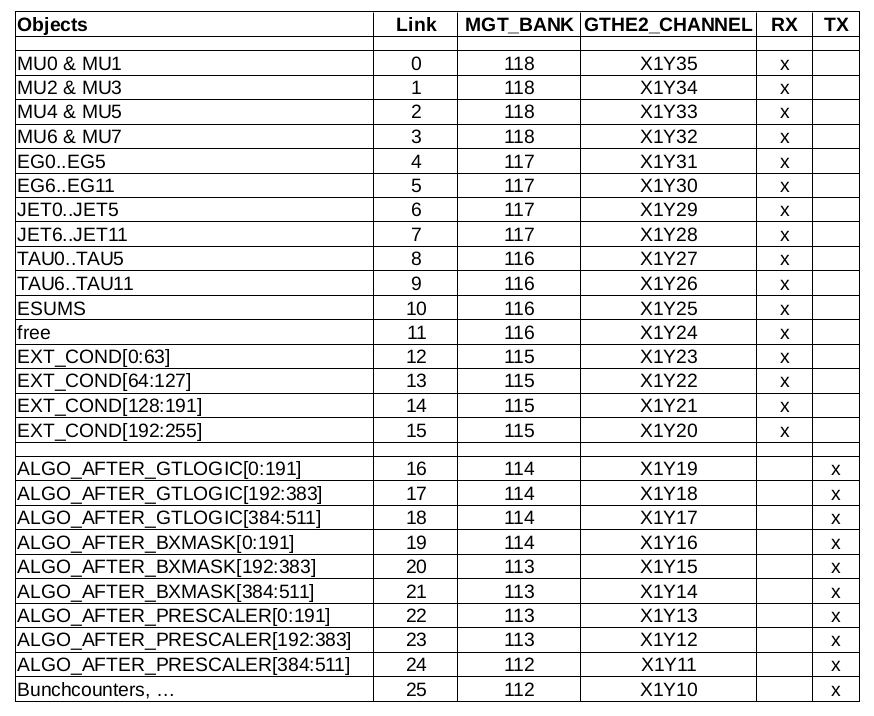 Objects Link MGT_BANK GTHE2_CHANNEL RX TX
MU0 & MU1 0 118 X1Y35 x
MU2 & MU3 1 118 X1Y34 x
MU4 & MU5 2 118 X1Y33 x
MU6 & MU7 3 118 X1Y32 x
EG0..EG5 4 117 X1Y31 x
EG6..EG11 5 117 X1Y30 x
JET0..JET5 6 117 X1Y29 x
JET6..JET11 7 117 X1Y28 x
TAU0..TAU5 8 116 X1Y27 x
TAU6..TAU11 9 116 X1Y26 x
ESUMS 10 116 X1Y25 x
free 11 116 X1Y24 x
EXT_COND[0:63] 12 115 X1Y23 x
EXT_COND[64:127] 13 115 X1Y22 x
EXT_COND[128:191] 14 115 X1Y21 x
EXT_COND[192:255] 15 115 X1Y20 x
ALGO_AFTER_GTLOGIC[0:191] 16 114 X1Y19 x
ALGO_AFTER_GTLOGIC[192:383] 17 114 X1Y18 x
ALGO_AFTER_GTLOGIC[384:511] 18 114 X1Y17 x
ALGO_AFTER_BXMASK[0:191] 19 114 X1Y16 x
ALGO_AFTER_BXMASK[192:383] 20 113 X1Y15 x
ALGO_AFTER_BXMASK[384:511] 21 113 X1Y14 x
ALGO_AFTER_PRESCALER[0:191] 22 113 X1Y13 x
ALGO_AFTER_PRESCALER[192:383] 23 113 X1Y12 x
ALGO_AFTER_PRESCALER[384:511] 24 112 X1Y11 x
Bunchcounters, … 25 112 X1Y10 x